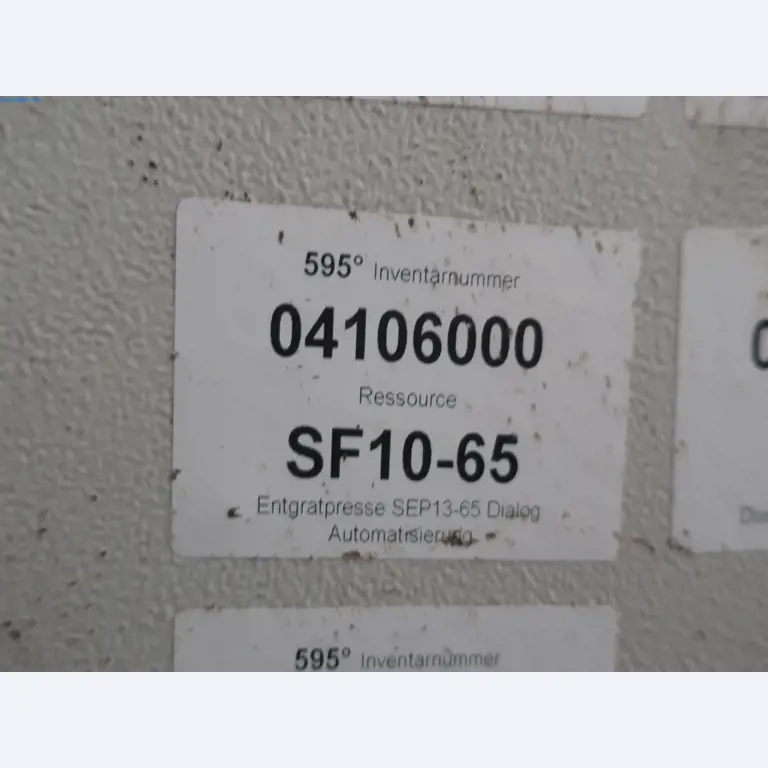 595° Inventarnummer
04106000
Ressource
SF10-65
Entgratpresse SEP13-65 Dialog
Automatisierung
595° Inventarnummer